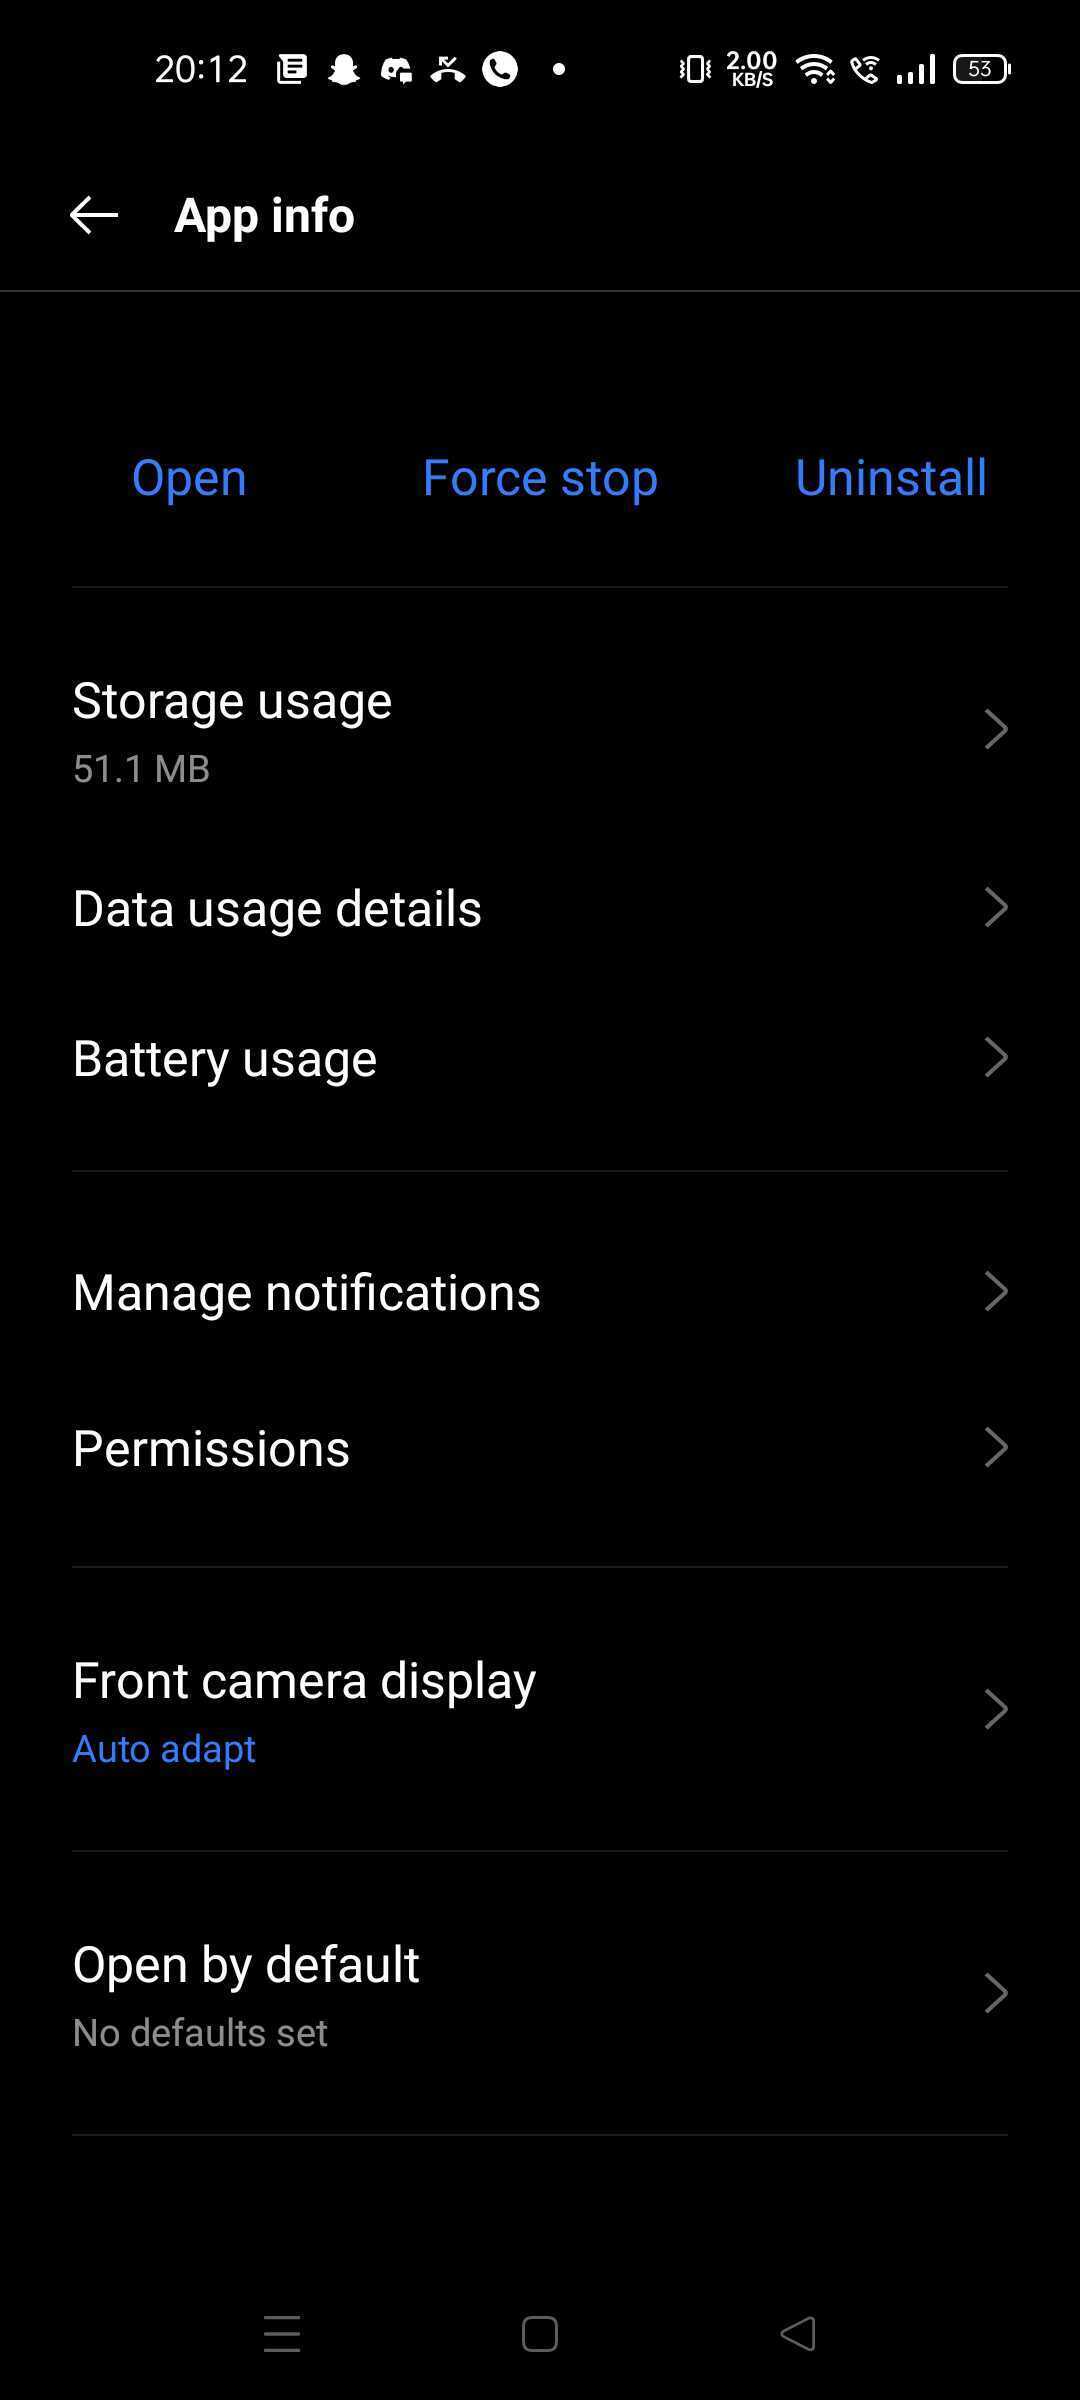 20:12 2.00 KB/S 53
App info
Open Force stop Uninstall
Storage usage
51.1 MB
Data usage details
Battery usage
Manage notifications
Permissions
Front camera display
Auto adapt
Open by default
No defaults set